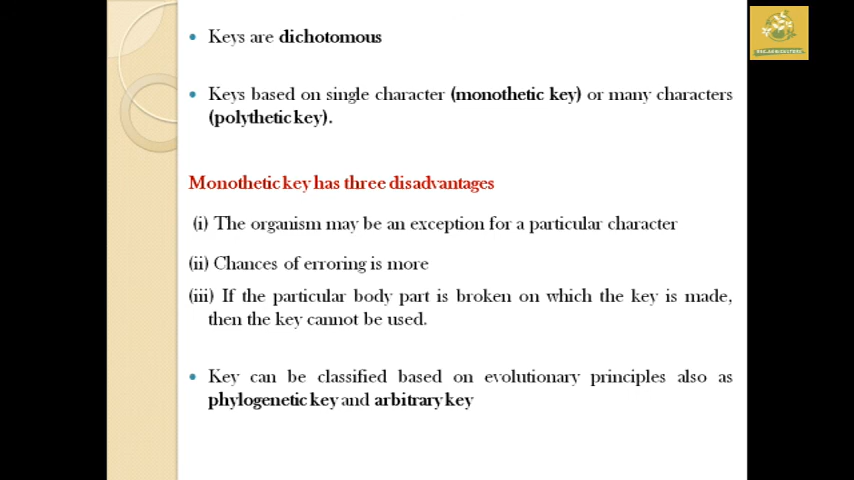 Keys are dichotomous
Keys based on single character (monothetic key) or many characters
(polythetic key).
Monothetic key has three disadvantages
(i) The organism may be an exception for a particular character
(ii) Chances of erroring is more
(iii) If the particular body part is broken on which the key is made,
then the key cannot be used.
Key can be classified based on evolutionary principles also as
phylogenetic key and arbitrary key